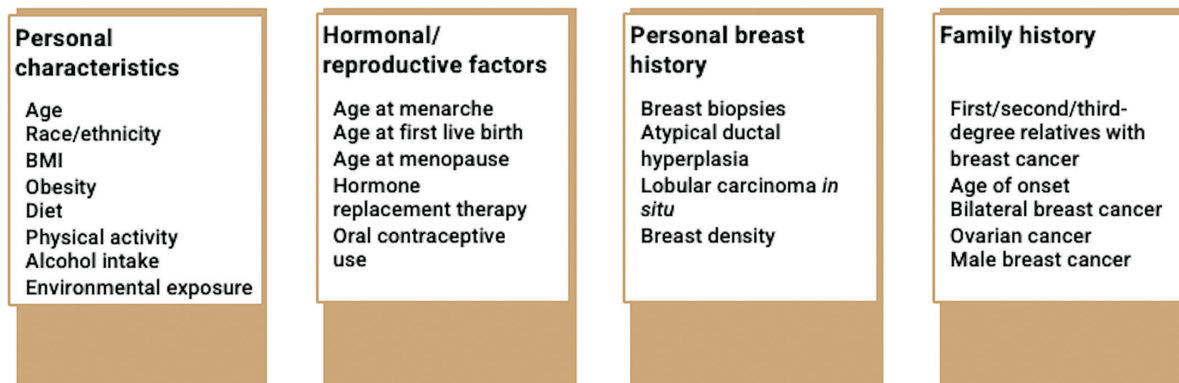 Personal
characteristics
Age
Race/ethnicity
BMI
Obesity
Diet
Physical activity
Alcohol intake
Environmental exposure
Hormonal/
reproductive factors
Age at menarche
Age at first live birth
Age at menopause
Hormone
replacement therapy
Oral contraceptive
use
Personal breast
history
Breast biopsies
Atypical ductal
hyperplasia
Lobular carcinoma in
situ
Breast density
Family history
First/second/third-
degree relatives with
breast cancer
Age of onset
Bilateral breast cancer
Ovarian cancer
Male breast cancer